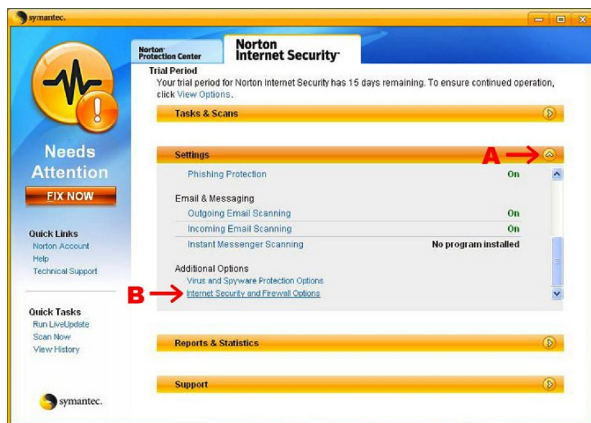 symantec.
Norton
Protection Center
Norton
Internet Security
Trial Period
Your trial period for Norton Internet Security has 15 days remaining. To ensure continued operation,
click View Options.
Tasks & Scans
Needs
Attention
FIX NOW
Settings
A
Phishing Protection On
Email & Messaging
Outgoing Email Scanning On
Incoming Email Scanning On
Instant Messenger Scanning No program installed
Additional Options
Virus and Spyware Protection Options
B
Internet Security and Firewall Options
Quick Links
Norton Account
Help
Technical Support
Quick Tasks
Run LiveUpdate
Scan Now
View History
Reports & Statistics
Support
symantec.